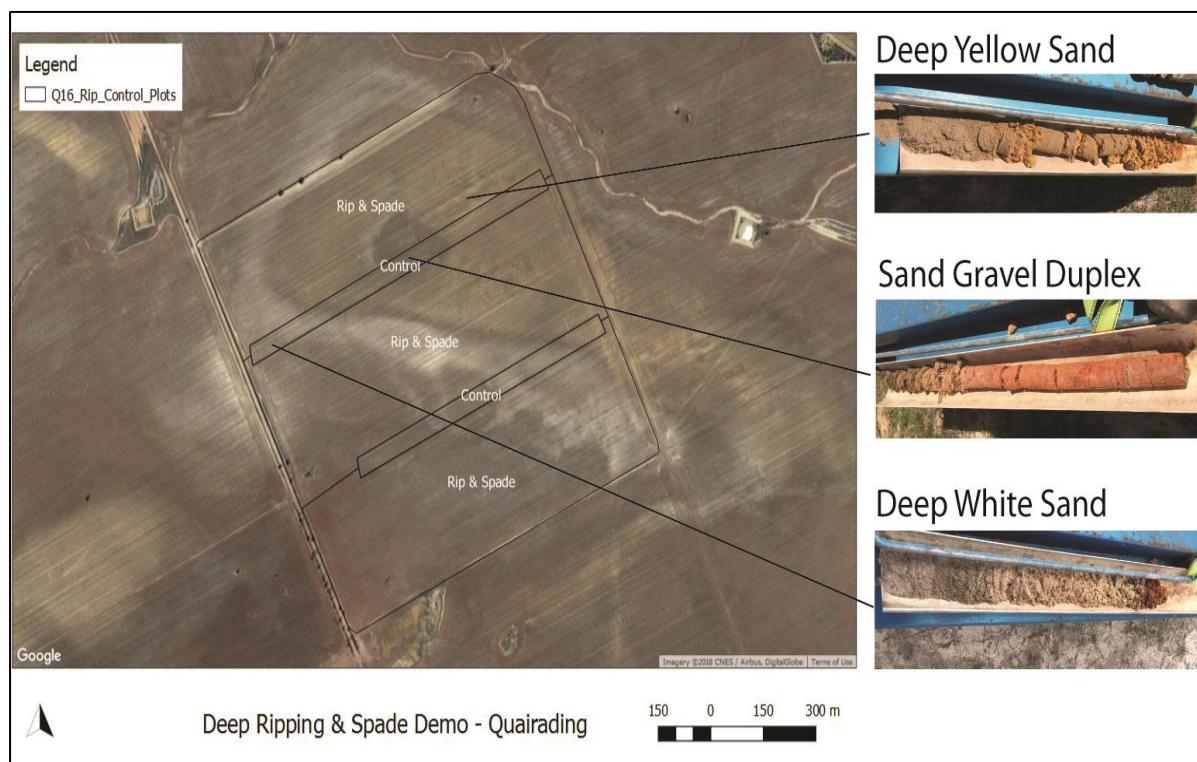 Legend
Q16_Rip_Control_Plots
Rip & Spade
Control
Rip & Spade
Control
Rip & Spade
Google
Imagery ©2018 CNES / Airbus, DigitalGlobe
Terms of Use
Deep Yellow Sand
Sand Gravel Duplex
Deep White Sand
Deep Ripping & Spade Demo - Quairading
150 0 150 300 m